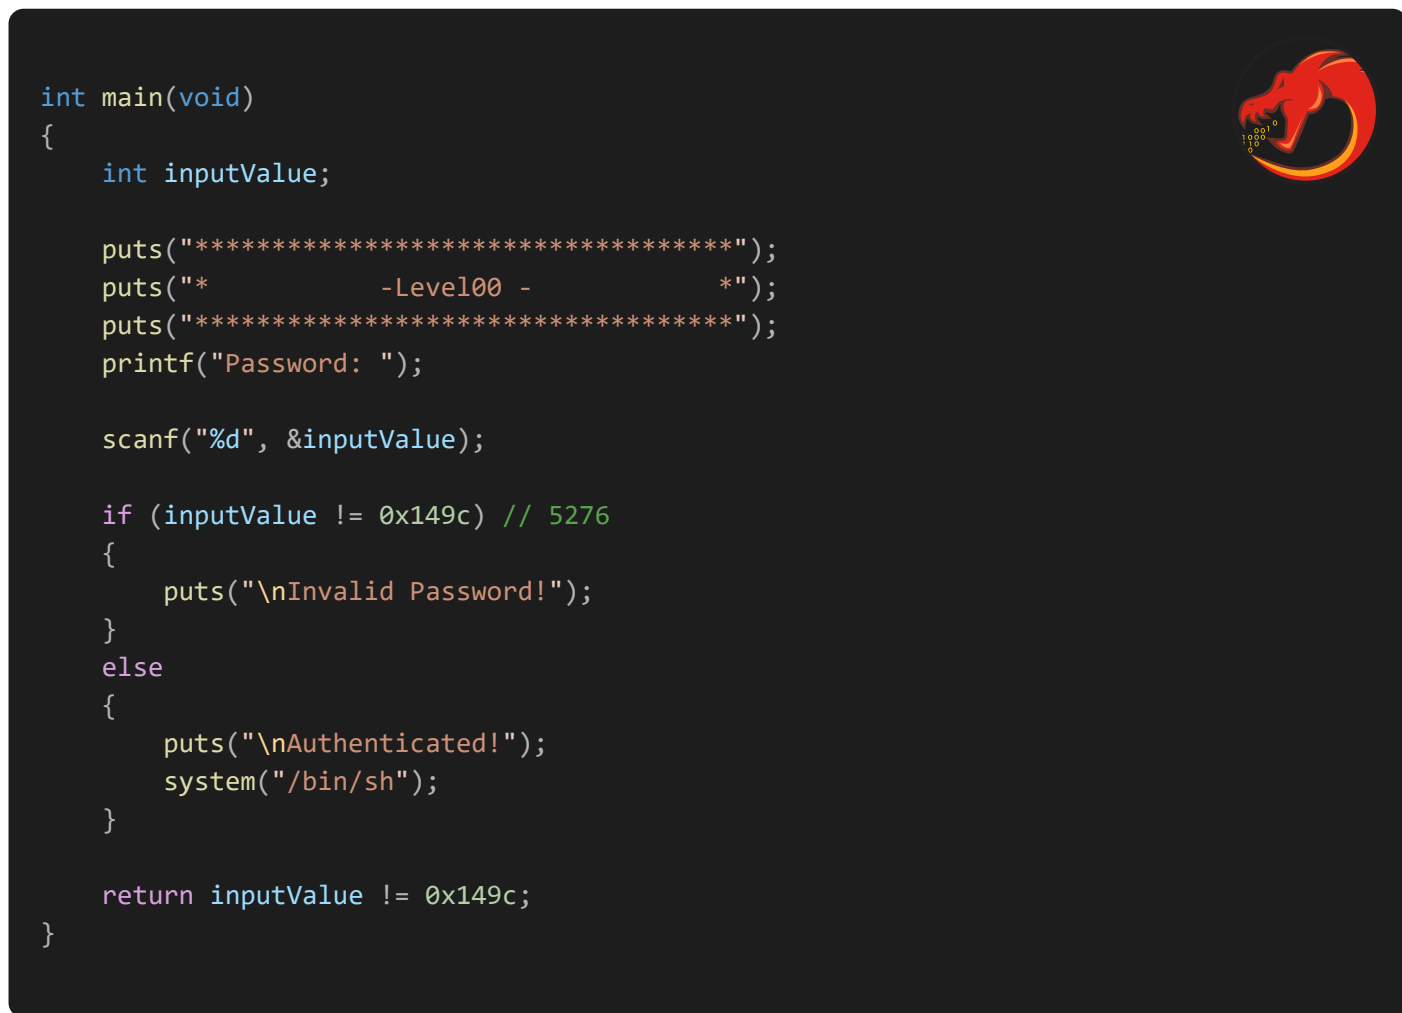 int main(void)
{
    int inputValue;
    puts("***********************************");
    puts("*           -Level00 -            *");
    puts("***********************************");
    printf("Password: ");
    scanf("%d", &inputValue);
    if (inputValue != 0x149c) // 5276
    {
        puts("\nInvalid Password!");
    }
    else
    {
        puts("\nAuthenticated!");
        system("/bin/sh");
    }
    return inputValue != 0x149c;
}